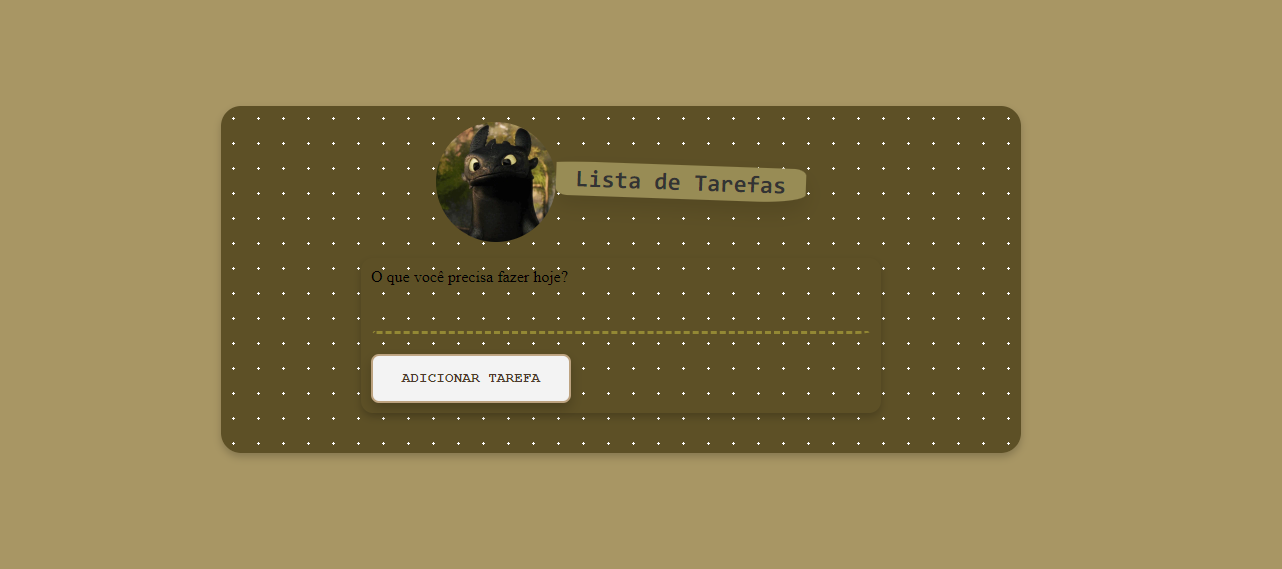 Lista de Tarefas
O que você precisa fazer hoje?
ADICIONAR TAREFA